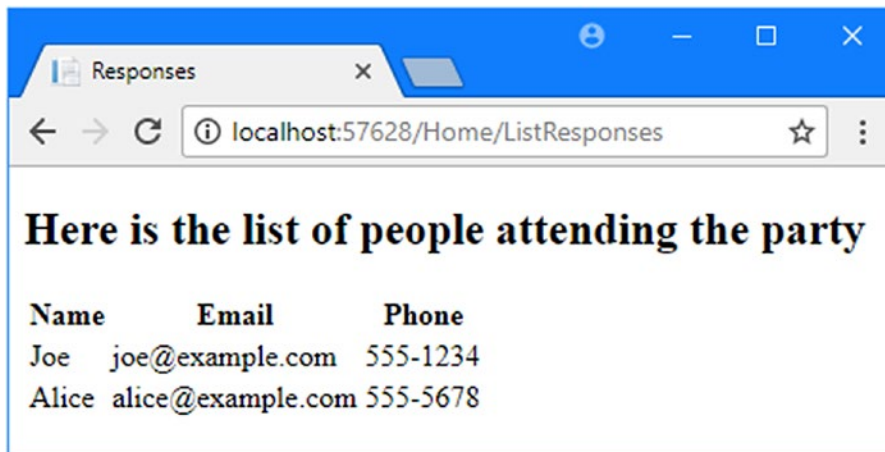 Responses
localhost:57628/Home/ListResponses
Here is the list of people attending the party
Name Email Phone
Joe joe@example.com 555-1234
Alice alice@example.com 555-5678